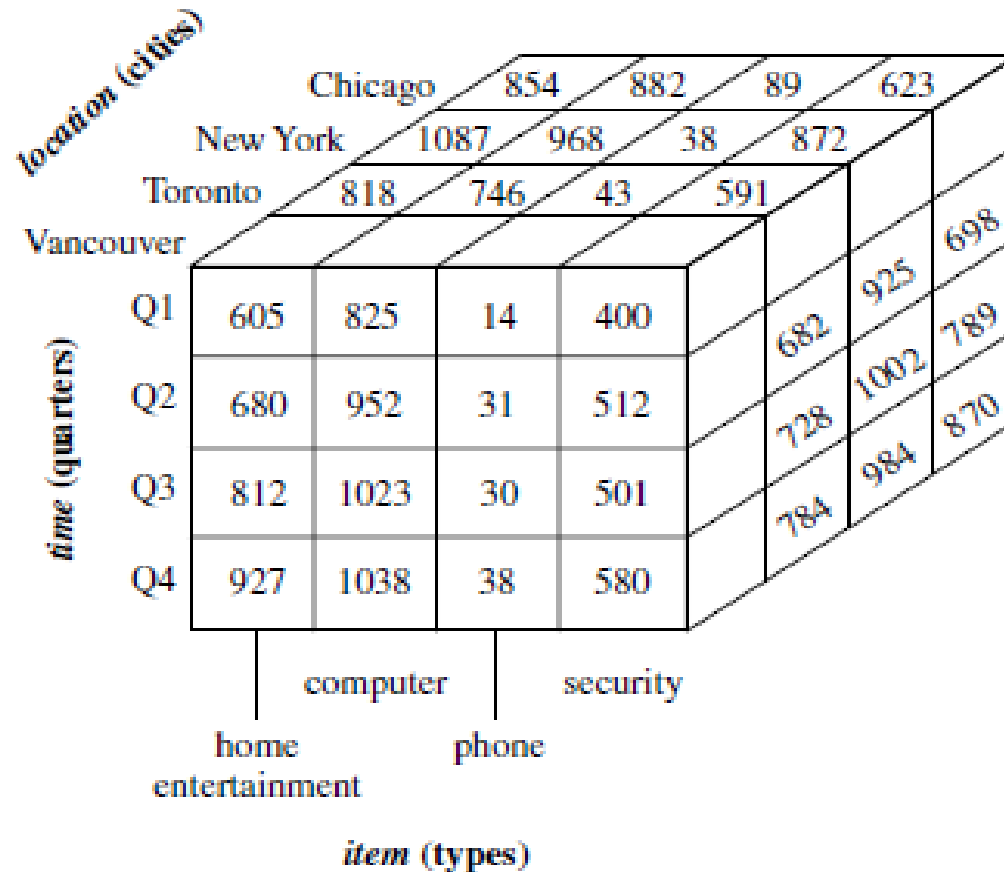 location (cities)
Chicago 854 882 89 623
New York 1087 968 38 872
Toronto 818 746 43 591
Vancouver
time (quarters)
Q1 605 825 14 400
Q2 680 952 31 512
Q3 812 1023 30 501
Q4 927 1038 38 580
682 925 698
728 1002 789
784 984 870
computer security
home phone
entertainment
item (types)